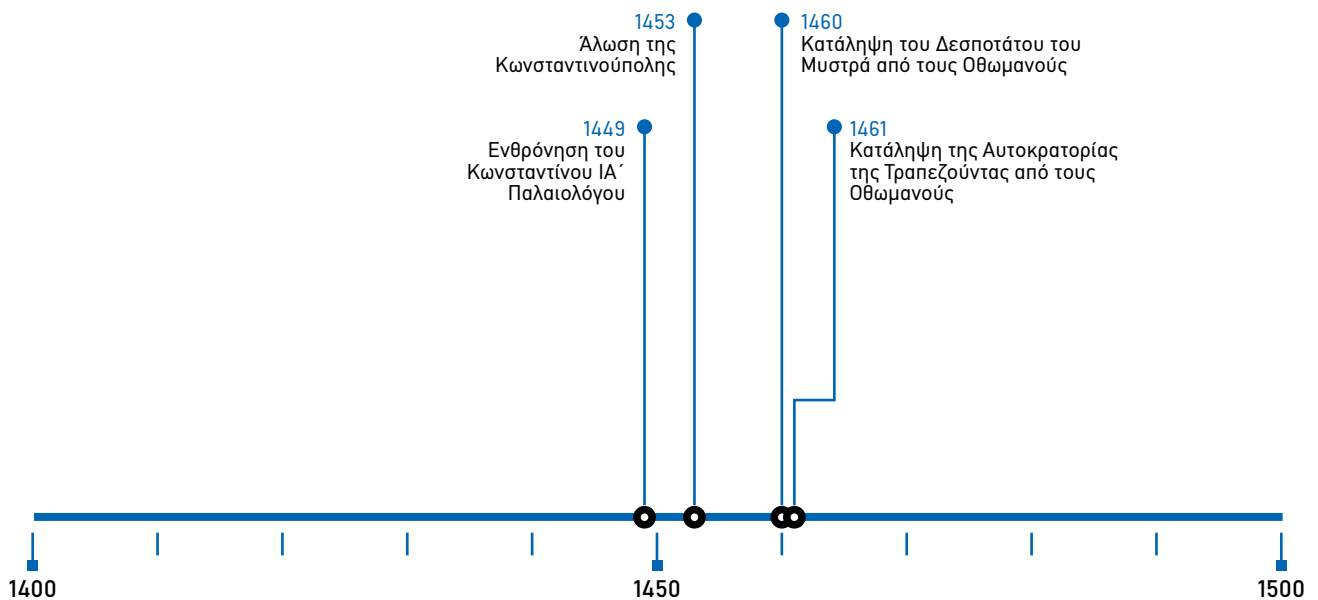 1453
Άλωση της
Κωνσταντινούπολης
1460
Κατάληψη του Δεσποτάτου του
Μυστρά από τους Οθωμανούς
1449
Ενθρόνηση του
Κωνσταντίνου ΙΑ΄
Παλαιολόγου
1461
Κατάληψη της Αυτοκρατορίας
της Τραπεζούντας από τους
Οθωμανούς
1400
1450
1500